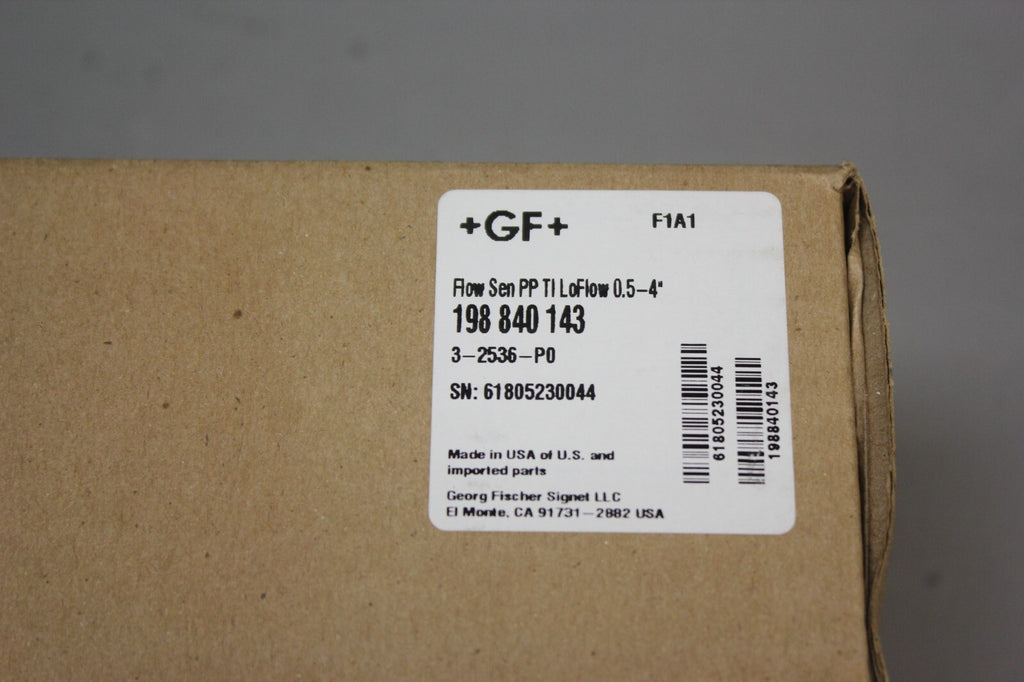 +GF+
F1A1
Flow Sen PP TI LoFlow 0.5-4"
198 840 143
3-2536-P0
SN: 61805230044
Made in USA of U.S. and
imported parts
Georg Fischer Signet LLC
El Monte, CA 91731-2882 USA
61805230044
198840143